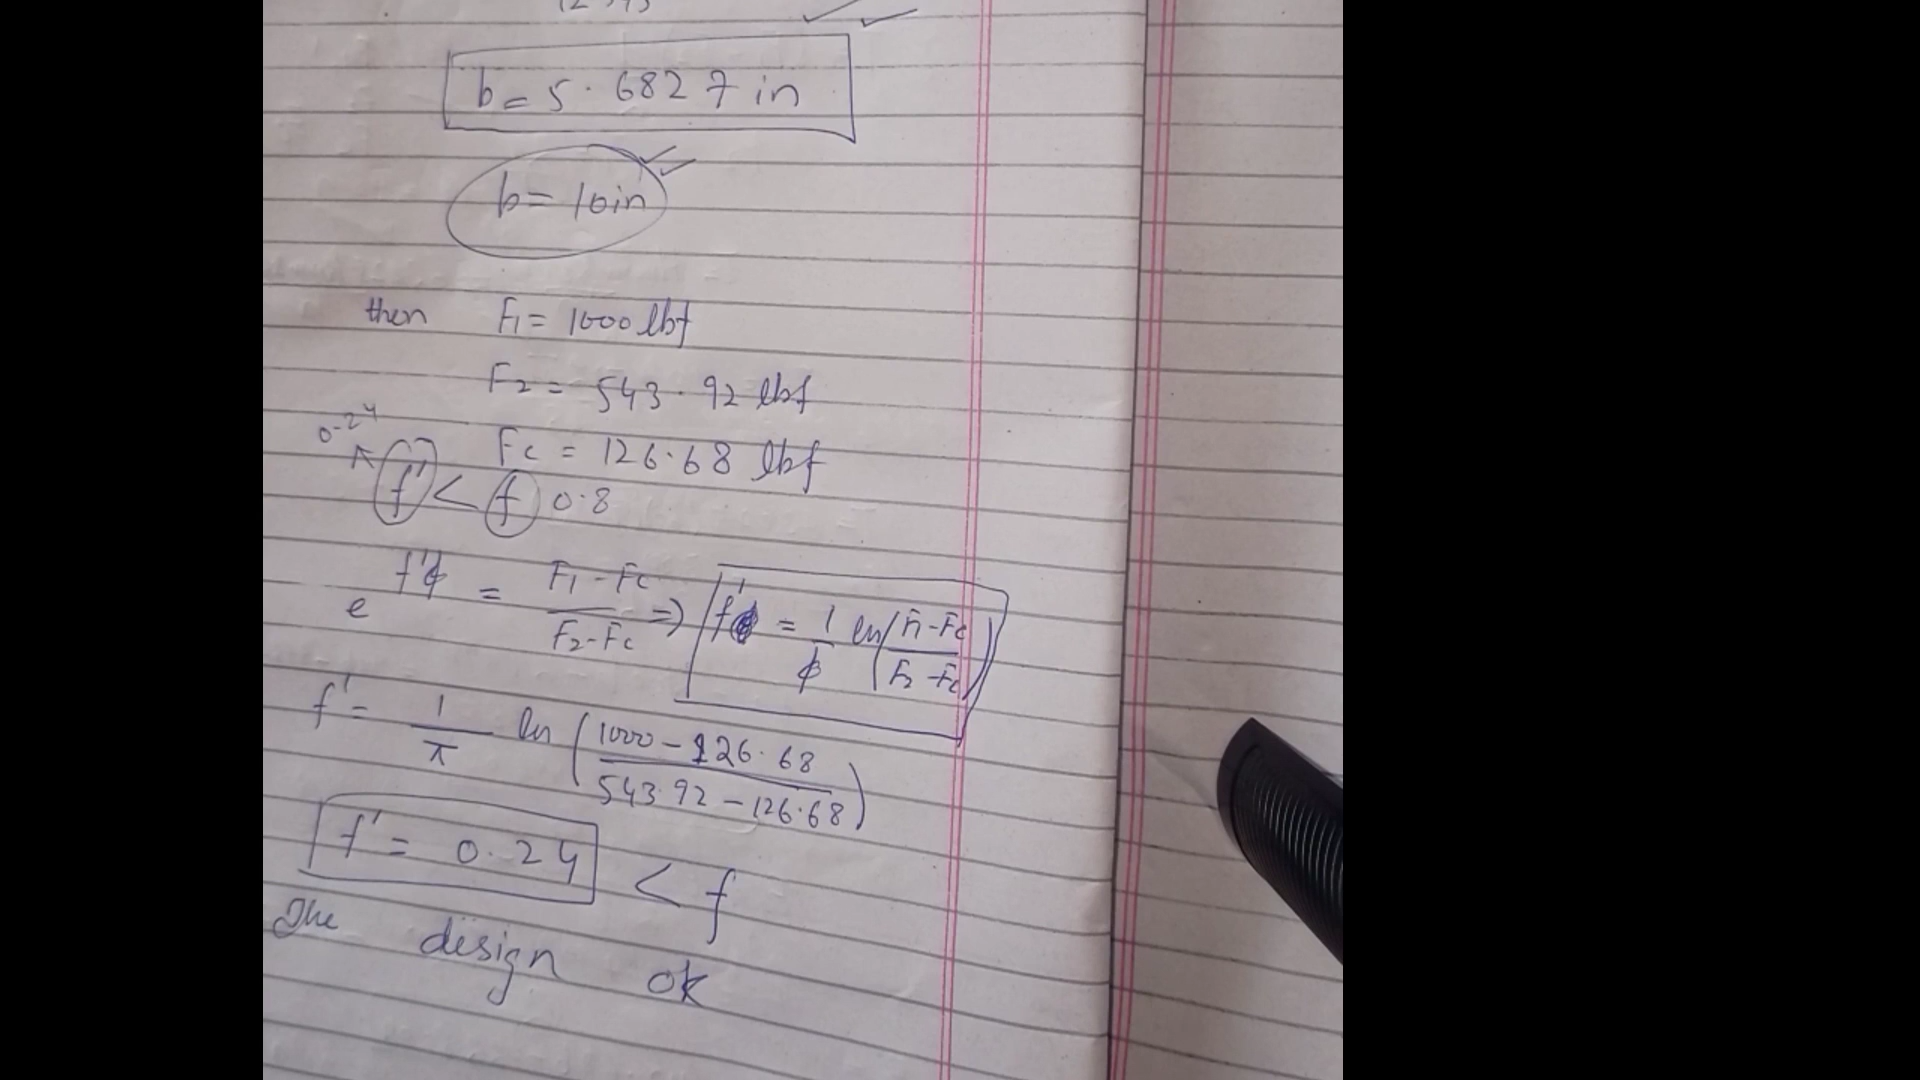 b = 5.6827 in
b = 10in
then F1 = 1000 lbf
F2 = 543.92 lbf
0.24
Fc = 126.68 lbf
f' < f 0.8
e^f'ϕ = F1 - Fc / F2 - Fc ⇒ f' = 1/ϕ ln (F1 - Fc / F2 - Fc)
f' = 1/π ln (1000 - 126.68 / 543.92 - 126.68)
f' = 0.24 < f
The design ok